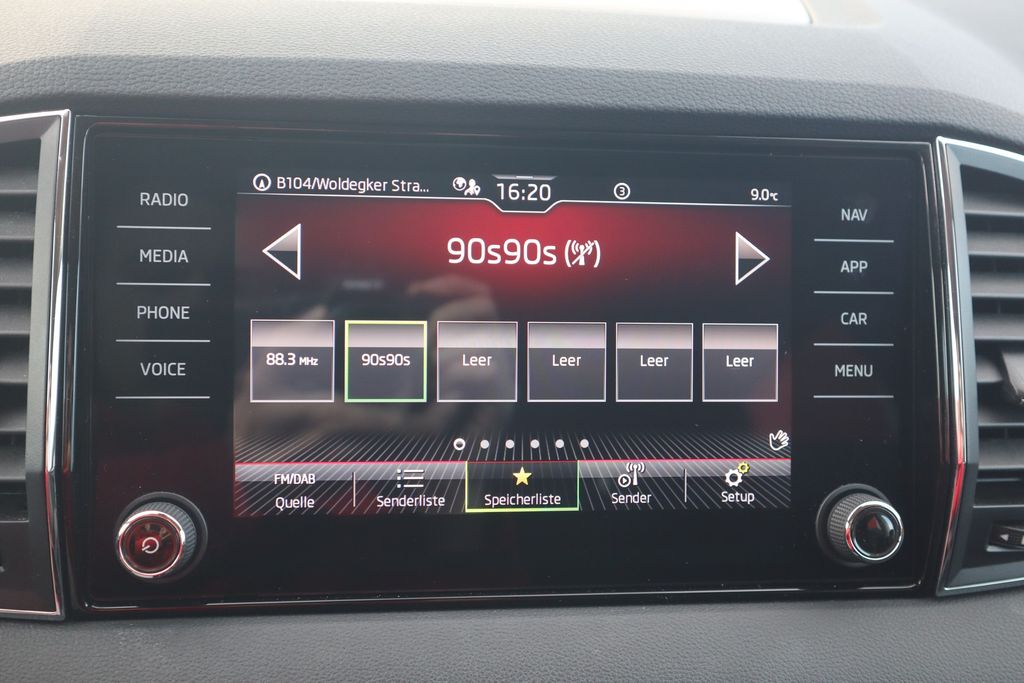 RADIO
MEDIA
PHONE
VOICE
B104/Woldegker Stra...
16:20
3
9.0°C
90s90s
88.3 MHz
90s90s
Leer
Leer
Leer
Leer
FM/DAB
Quelle
Senderliste
Speicherliste
Sender
Setup
NAV
APP
CAR
MENU